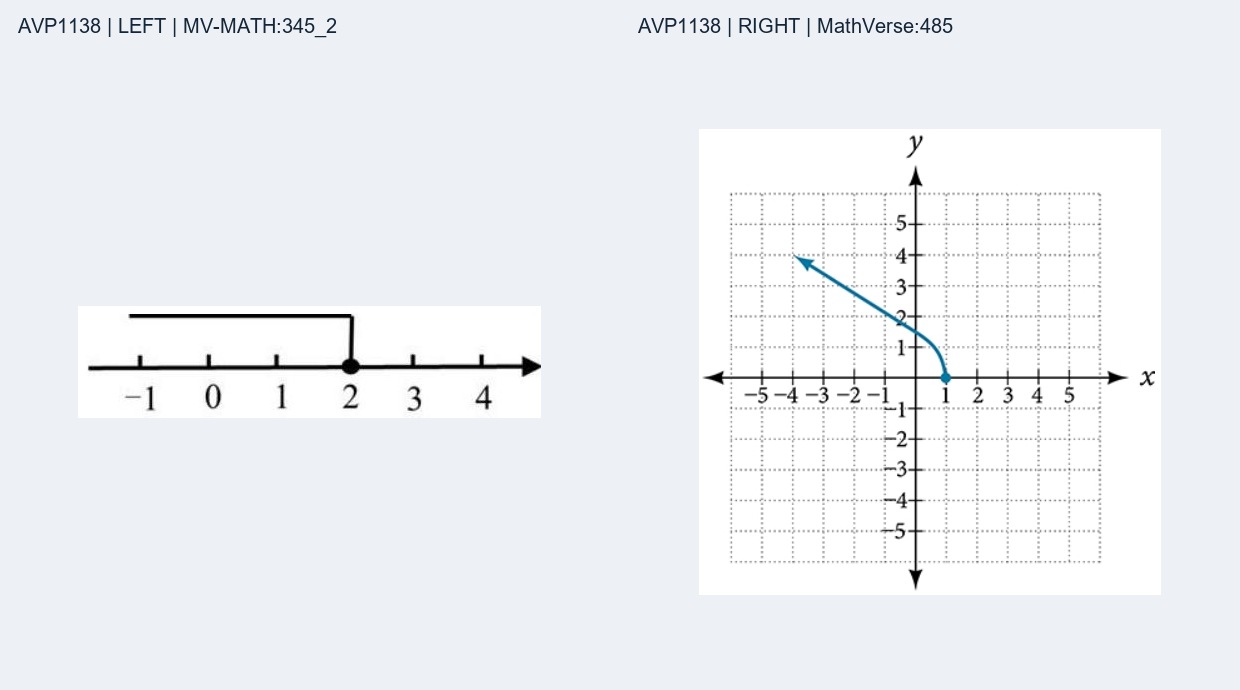 AVP1138 | LEFT | MV-MATH:345_2
−1 0 1 2 3 4
AVP1138 | RIGHT | MathVerse:485
y
5
4
3
2
1
−5 −4 −3 −2 −1 1 2 3 4 5 x
−1
−2
−3
−4
−5